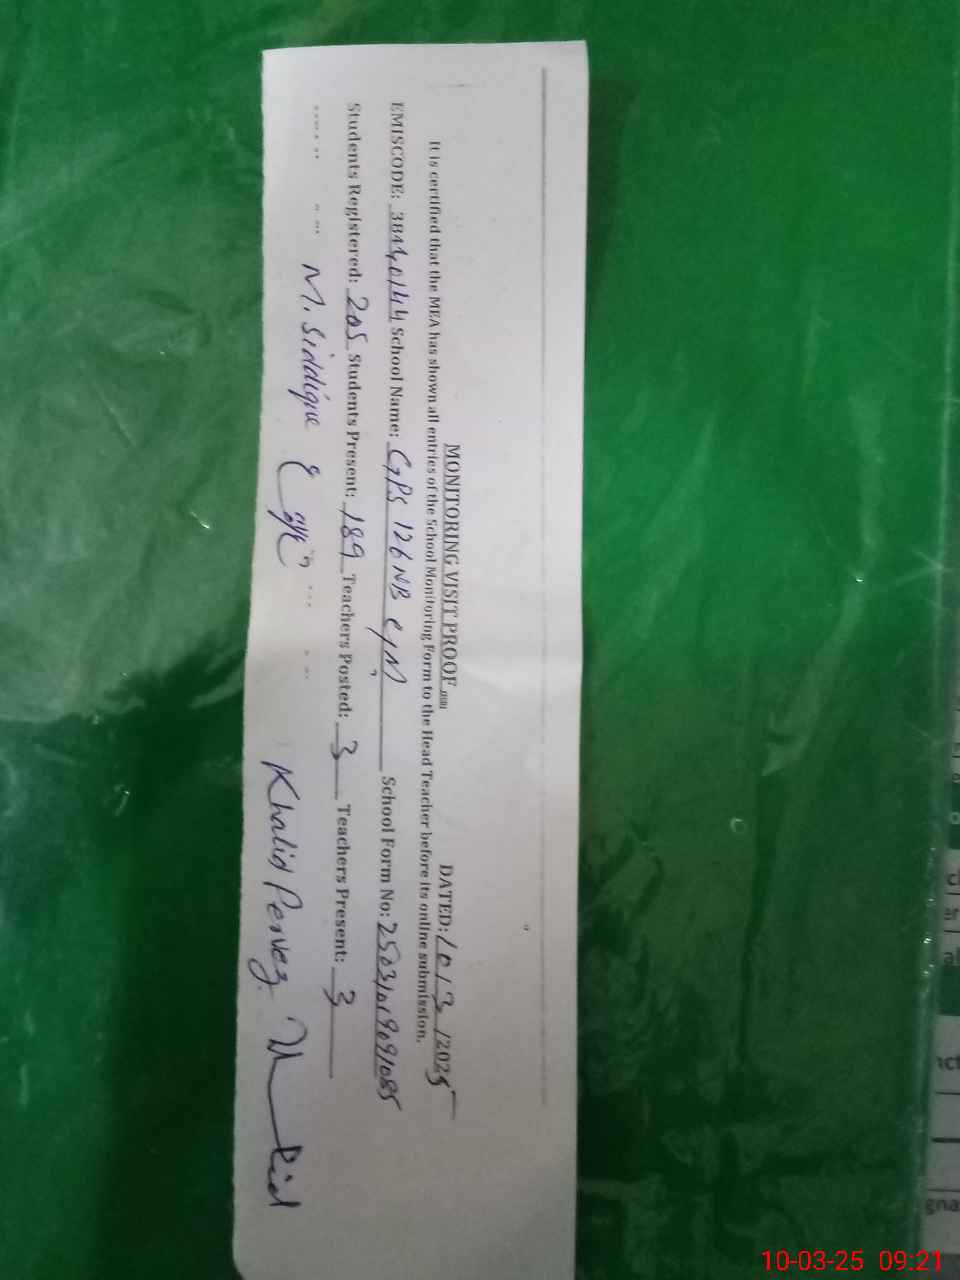 MONITORING VISIT PROOF DATED: 10/3/2025
It is certified that the MEA has shown all entries of the School Monitoring Form to the Head Teacher before its online submission.
EMISCODE: 38440144 School Name: GPS 126 NB School Form No:
Students Registered: 205 Students Present: 189 Teachers Posted: 3 Teachers Present: 3
M. Siddique Khalid Pervez
10-03-25 09:21